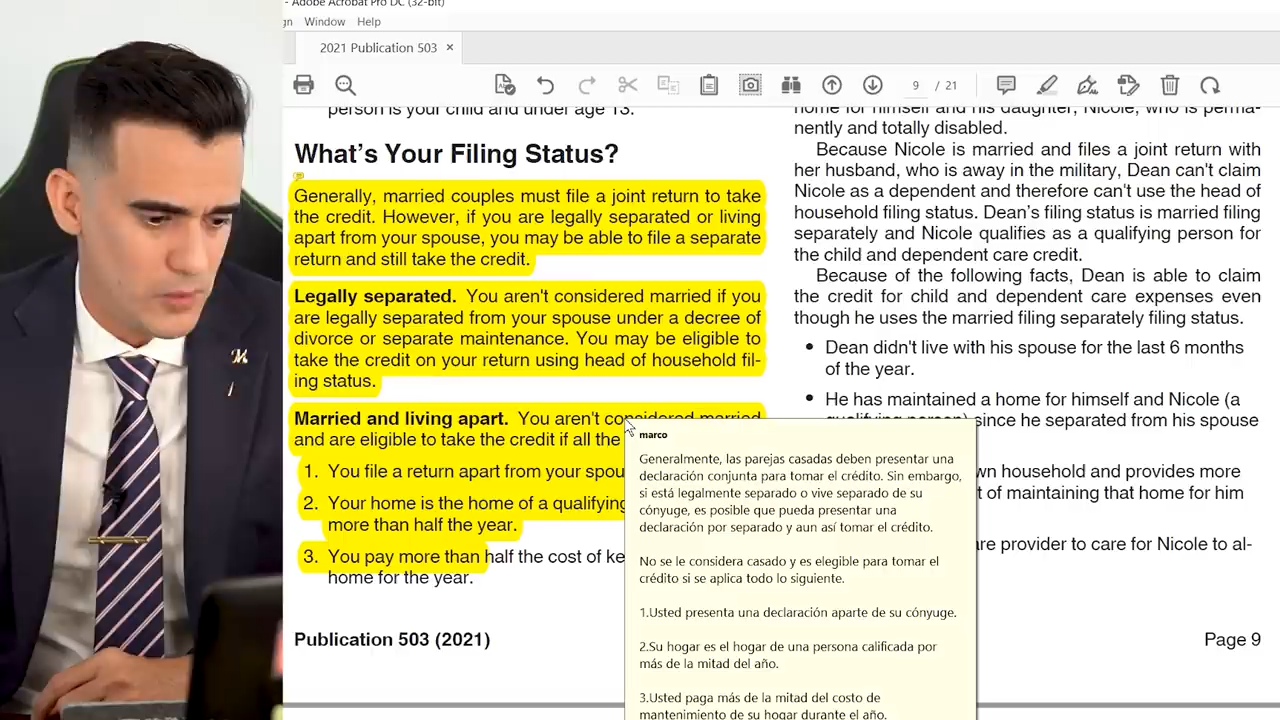 - Adobe Acrobat Pro DC (32-bit)
gn Window Help
2021 Publication 503 ×
9 / 21
person is your child and under age 13.
What's Your Filing Status?
Generally, married couples must file a joint return to take
the credit. However, if you are legally separated or living
apart from your spouse, you may be able to file a separate
return and still take the credit.
Legally separated. You aren't considered married if you
are legally separated from your spouse under a decree of
divorce or separate maintenance. You may be eligible to
take the credit on your return using head of household fil-
ing status.
Married and living apart. You aren't considered married
and are eligible to take the credit if all the
1. You file a return apart from your spou
2. Your home is the home of a qualifying
more than half the year.
3. You pay more than half the cost of ke
home for the year.
Publication 503 (2021)
home for himself and his daughter, Nicole, who is perma-
nently and totally disabled.
Because Nicole is married and files a joint return with
her husband, who is away in the military, Dean can't claim
Nicole as a dependent and therefore can't use the head of
household filing status. Dean's filing status is married filing
separately and Nicole qualifies as a qualifying person for
the child and dependent care credit.
Because of the following facts, Dean is able to claim
the credit for child and dependent care expenses even
though he uses the married filing separately filing status.
• Dean didn't live with his spouse for the last 6 months
of the year.
• He has maintained a home for himself and Nicole (a
qualifying person) since he separated from his spouse
wn household and provides more
t of maintaining that home for him
are provider to care for Nicole to al-
Page 9
marco
Generalmente, las parejas casadas deben presentar una
declaración conjunta para tomar el crédito. Sin embargo,
si está legalmente separado o vive separado de su
cónyuge, es posible que pueda presentar una
declaración por separado y aun así tomar el crédito.
No se le considera casado y es elegible para tomar el
crédito si se aplica todo lo siguiente.
1.Usted presenta una declaración aparte de su cónyuge.
2.Su hogar es el hogar de una persona calificada por
más de la mitad del año.
3.Usted paga más de la mitad del costo de
mantenimiento de su hogar durante el año.